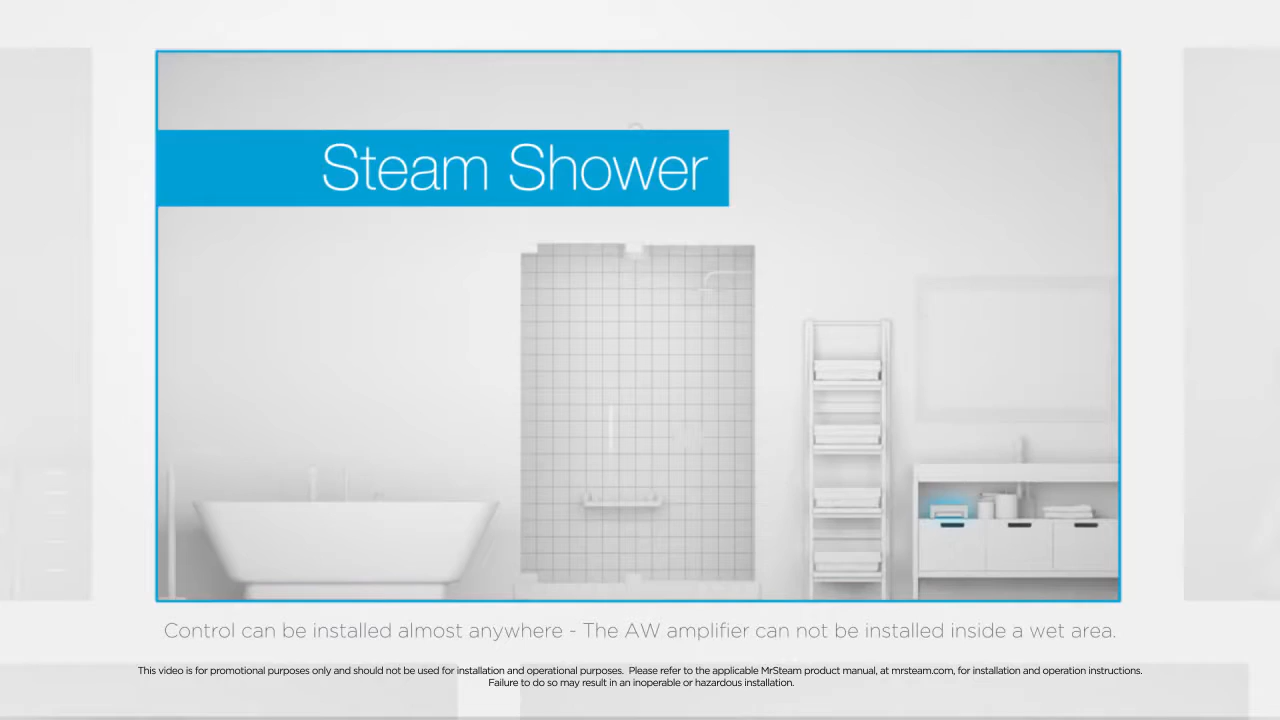 Steam Shower
Control can be installed almost anywhere - The AW amplifier can not be installed inside a wet area.
This video is for promotional purposes only and should not be used for installation and operational purposes.  Please refer to the applicable MrSteam product manual, at mrsteam.com, for installation and operation instructions.
Failure to do so may result in an inoperable or hazardous installation.